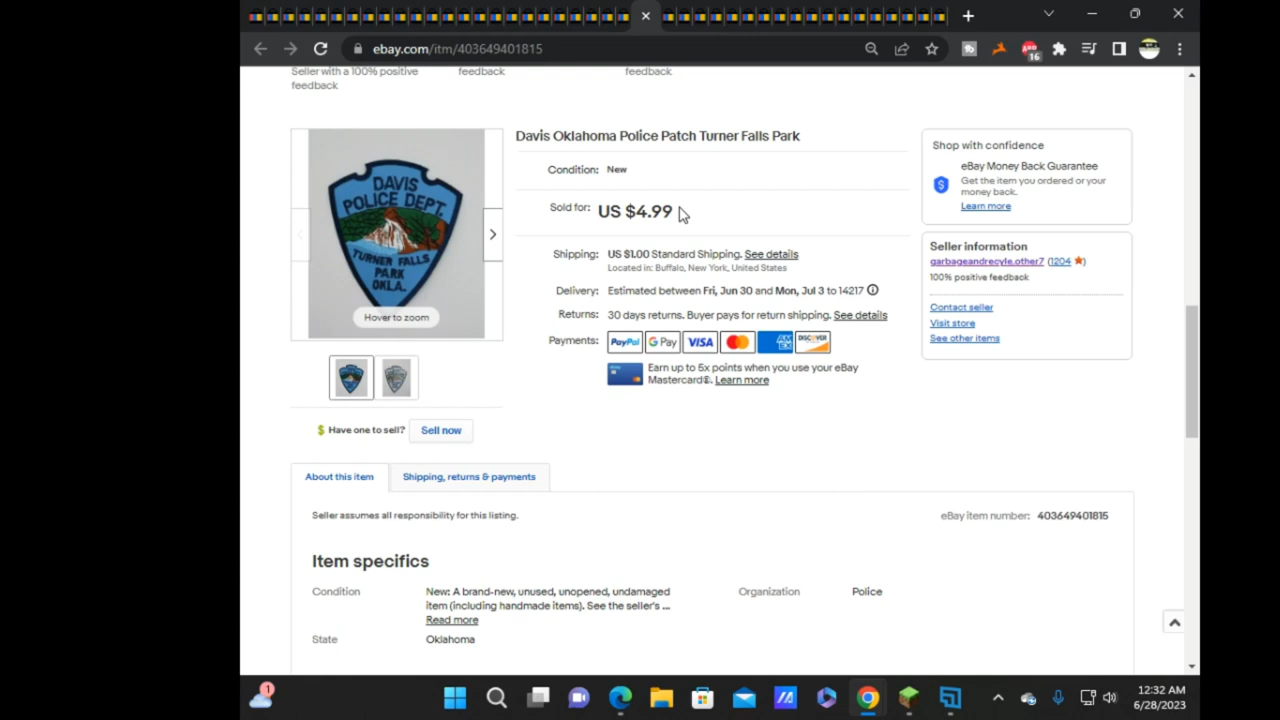 ebay.com/itm/403649401815
16
Seller with a 100% positive
feedback
feedback
feedback
DAVIS
POLICE DEPT.
TURNER FALLS
PARK
OKLA.
Hover to zoom
Have one to sell? Sell now
Davis Oklahoma Police Patch Turner Falls Park
Condition: New
Sold for: US $4.99
Shipping: US $1.00 Standard Shipping. See details
Located in: Buffalo, New York, United States
Delivery: Estimated between Fri, Jun 30 and Mon, Jul 3 to 14217
Returns: 30 days returns. Buyer pays for return shipping. See details
Payments: PayPal G Pay VISA AMEX DISCOVER
Earn up to 5x points when you use your eBay
Mastercard®. Learn more
Shop with confidence
eBay Money Back Guarantee
Get the item you ordered or your
money back.
Learn more
Seller information
garbageandrecyle.other7 (1204)
100% positive feedback
Contact seller
Visit store
See other items
About this item Shipping, returns & payments
Seller assumes all responsibility for this listing.
eBay item number: 403649401815
Item specifics
Condition New: A brand-new, unused, unopened, undamaged
item (including handmade items). See the seller's ...
Read more
Organization Police
State Oklahoma
1
12:32 AM
6/28/2023